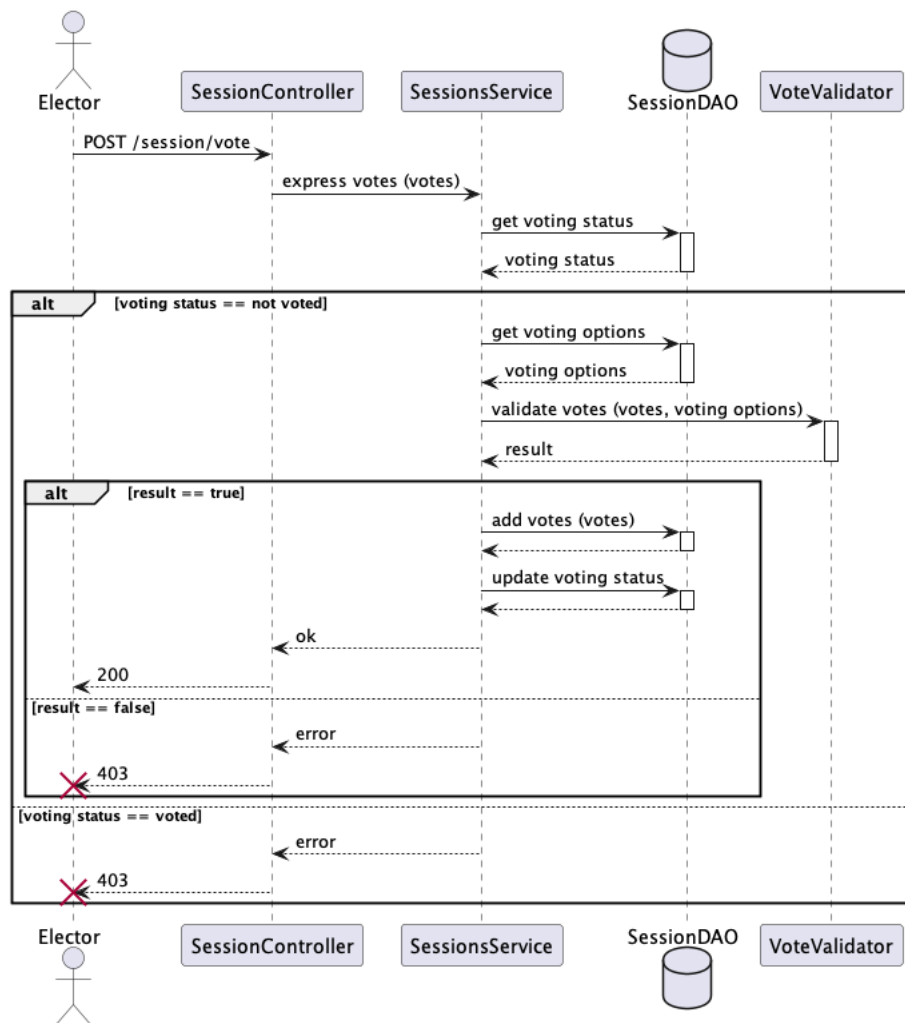 Elector
SessionController
SessionsService
SessionDAO
VoteValidator
POST /session/vote
express votes (votes)
get voting status
voting status
alt [voting status == not voted]
get voting options
voting options
validate votes (votes, voting options)
result
alt [result == true]
add votes (votes)
update voting status
ok
200
[result == false]
error
403
[voting status == voted]
error
403
Elector
SessionController
SessionsService
SessionDAO
VoteValidator